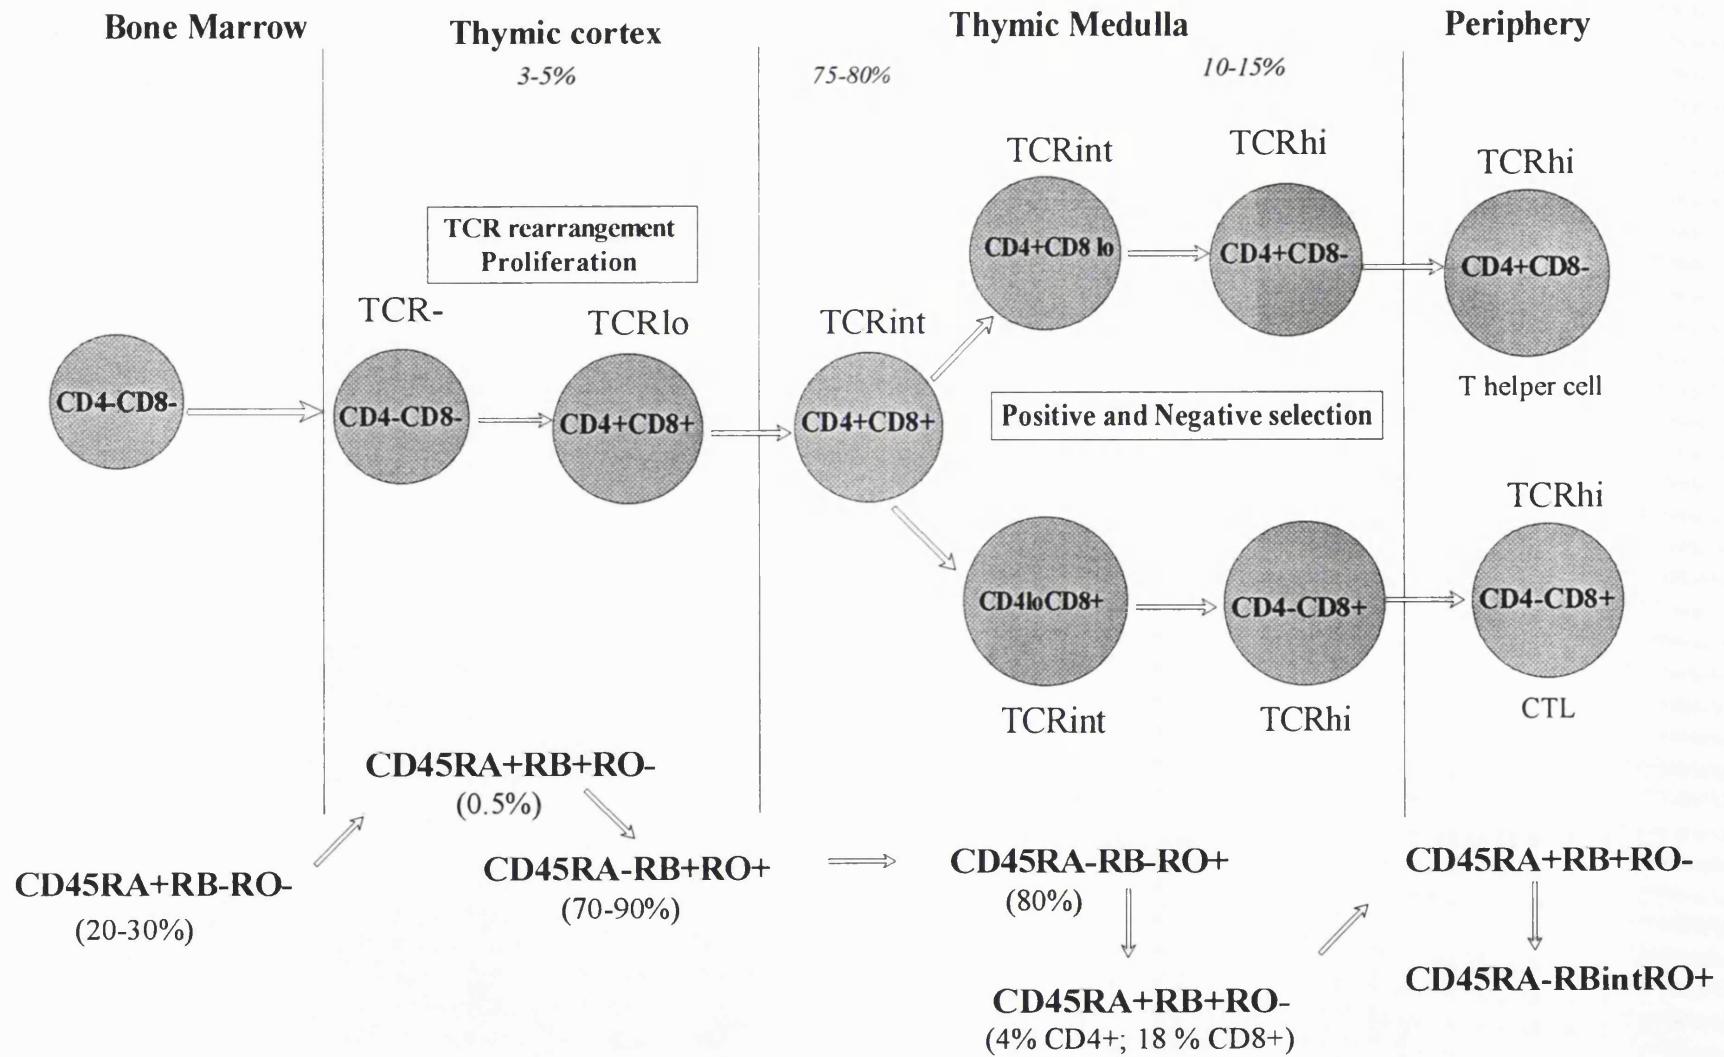 Bone Marrow
Thymic cortex
Thymic Medulla
Periphery
3-5%
75-80%
10-15%
TCR rearrangement
Proliferation
TCR-
TCRlo
TCRint
TCRint
TCRhi
TCRhi
CD4-CD8-
CD4-CD8-
CD4+CD8+
CD4+CD8+
CD4+CD8 lo
CD4+CD8-
CD4+CD8-
T helper cell
Positive and Negative selection
TCRhi
CD4loCD8+
CD4-CD8+
CD4-CD8+
TCRint
TCRhi
CTL
CD45RA+RB+RO-
(0.5%)
CD45RA+RB-RO-
(20-30%)
CD45RA-RB+RO+
(70-90%)
CD45RA-RB-RO+
(80%)
CD45RA+RB+RO-
(4% CD4+; 18 % CD8+)
CD45RA+RB+RO-
CD45RA-RBintRO+